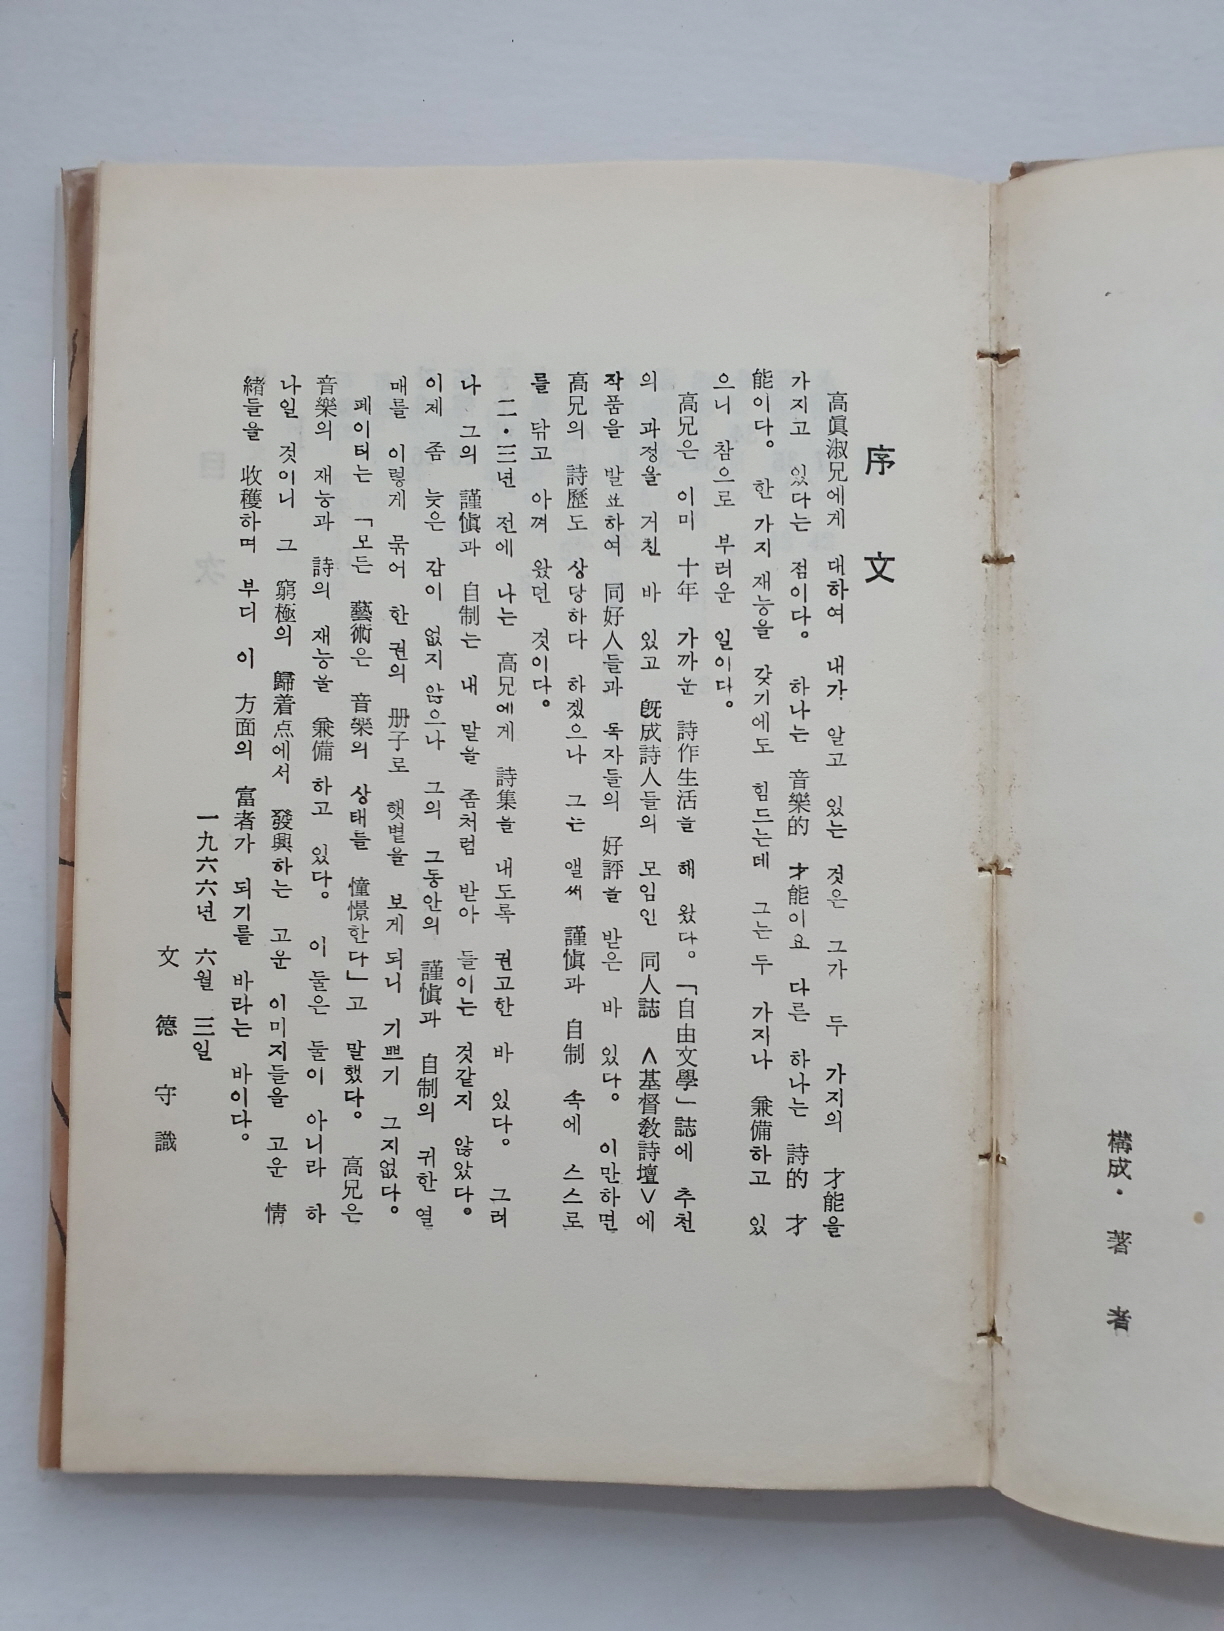 構成・著者
序文
高眞淑兄에게 대하여 내가 알고 있는 것은 그가 두 가지의 才能을
가지고 있다는 점이다。 하나는 音樂的 才能이요 다른 하나는 詩的 才
能이다。 한 가지 재능을 갖기에도 힘드는데 그는 두 가지나 兼備하고 있
으니 참으로 부러운 일이다。
高兄은 이미 十年 가까운 詩作生活을 해 왔다。「自由文學」誌에 추천
의 과정을 거친 바 있고 旣成詩人들의 모임인 同人誌 <基督敎詩壇>에
작품을 발표하여 同好人들과 독자들의 好評을 받은 바 있다。 이만하면
高兄의 詩歷도 상당하다 하겠으나 그는 앨써 謹愼과 自制 속에 스스로
를 닦고 아껴 왔던 것이다。
二・三년 전에 나는 高兄에게 詩集을 내도록 권고한 바 있다。 그러
나 그의 謹愼과 自制는 내 말을 좀처럼 받아 들이는 것같지 않았다。
이제 좀 늦은 감이 없지 않으나 그의 그동안의 謹愼과 自制의 귀한 열
매를 이렇게 묶어 한 권의 册子로 햇볕을 보게 되니 기쁘기 그지없다。
페이터는 「모든 藝術은 音樂의 상태를 憧憬한다」고 말했다。 高兄은
音樂의 재능과 詩의 재능을 兼備하고 있다。 이 둘은 둘이 아니라 하
나일 것이니 그 窮極의 歸着点에서 發興하는 고운 이미지들을 고운 情
緖들을 收穫하며 부디 이 方面의 富者가 되기를 바라는 바이다。
一九六六년 六월 三일
文德守識